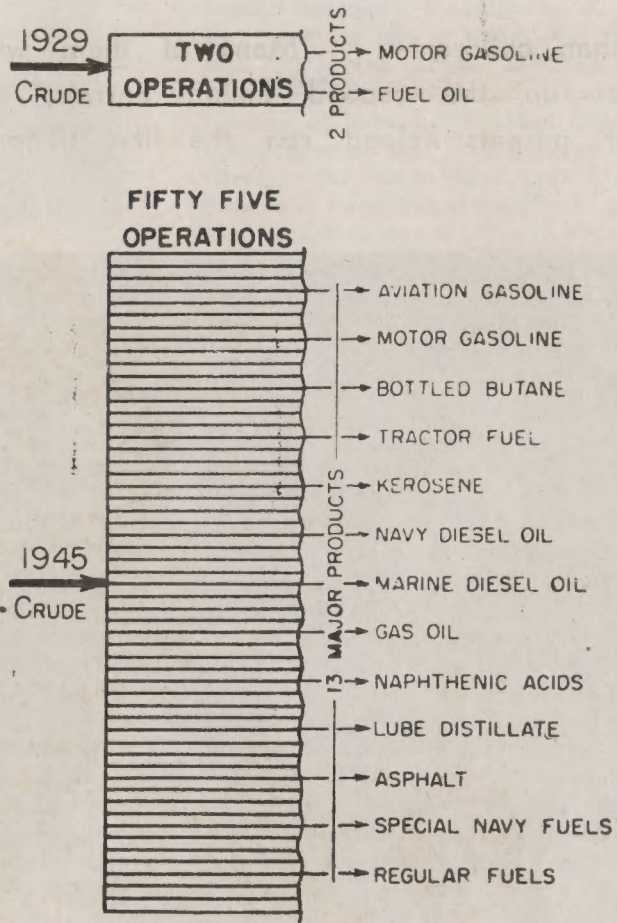 1929
CRUDE
TWO
OPERATIONS
2 PRODUCTS
MOTOR GASOLINE
FUEL OIL
FIFTY FIVE
OPERATIONS
1945
CRUDE
13 MAJOR PRODUCTS
AVIATION GASOLINE
MOTOR GASOLINE
BOTTLED BUTANE
TRACTOR FUEL
KEROSENE
NAVY DIESEL OIL
MARINE DIESEL OIL
GAS OIL
NAPHTHENIC ACIDS
LUBE DISTILLATE
ASPHALT
SPECIAL NAVY FUELS
REGULAR FUELS